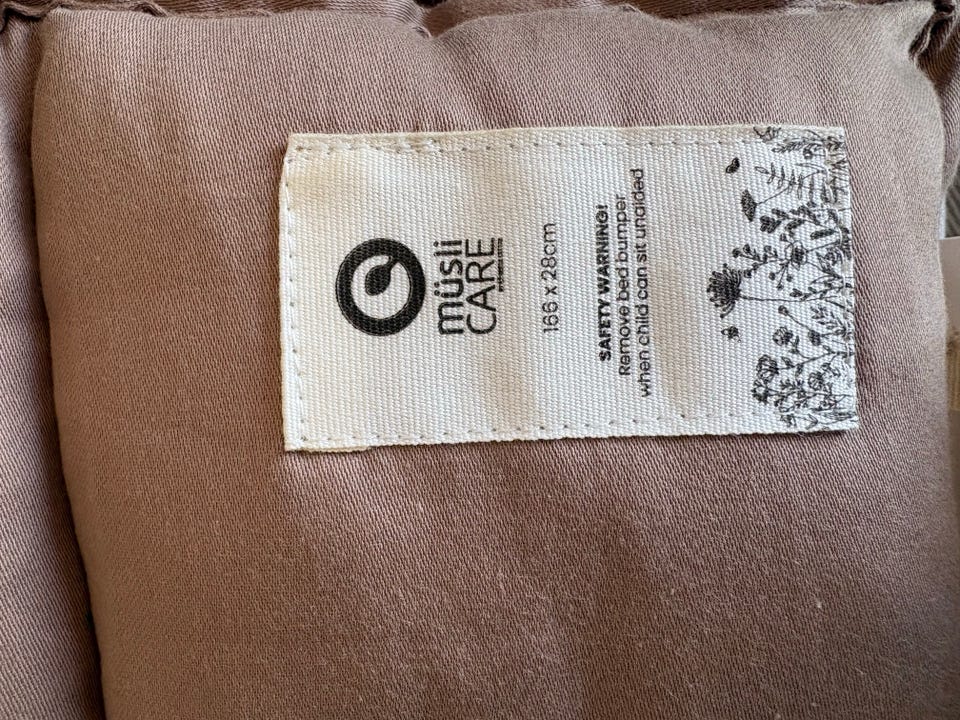 müsli
CARE
166 x 28cm
SAFETY WARNING!
Remove bed bumper
when child can sit unaided